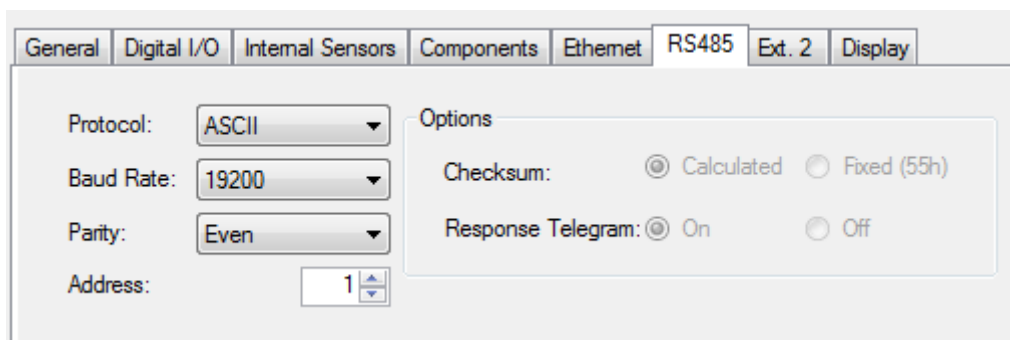 General Digital I/O Internal Sensors Components Ethernet RS485 Ext. 2 Display
Protocol: ASCII
Options
Baud Rate: 19200
Checksum: Calculated Fixed (55h)
Parity: Even
Response Telegram: On Off
Address: 1